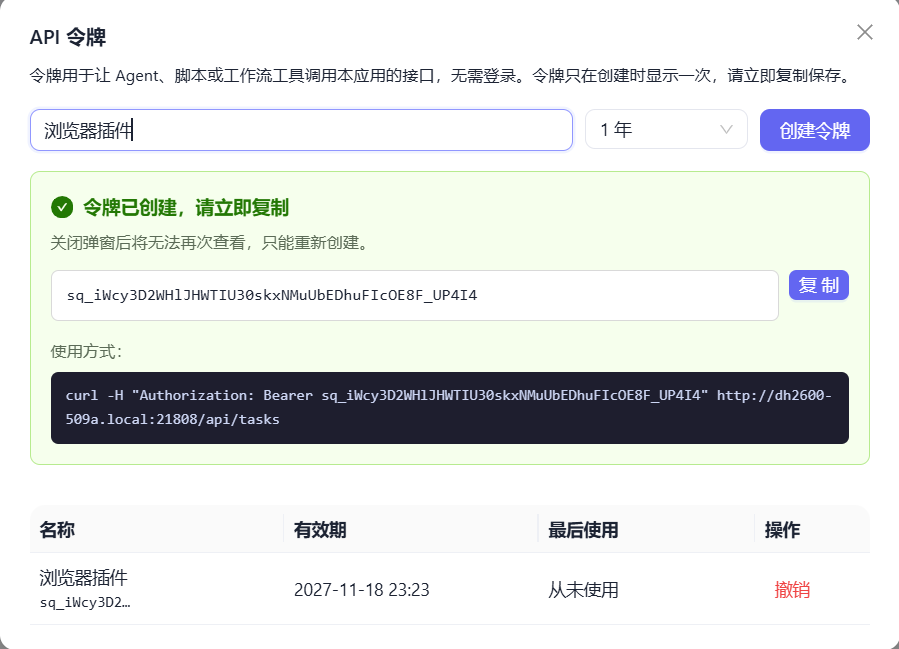 API 令牌
令牌用于让 Agent、脚本或工作流工具调用本应用的接口，无需登录。令牌只在创建时显示一次，请立即复制保存。
浏览器插件
1 年
创建令牌
令牌已创建，请立即复制
关闭弹窗后将无法再次查看，只能重新创建。
sq_iWcy3D2WHlJHWTIU30skxNMuUbEDhuFIcOE8F_UP4I4
复 制
使用方式：
curl -H "Authorization: Bearer sq_iWcy3D2WHlJHWTIU30skxNMuUbEDhuFIcOE8F_UP4I4" http://dh2600-
509a.local:21808/api/tasks
名称 有效期 最后使用 操作
浏览器插件
sq_iWcy3D2…
2027-11-18 23:23 从未使用 撤销